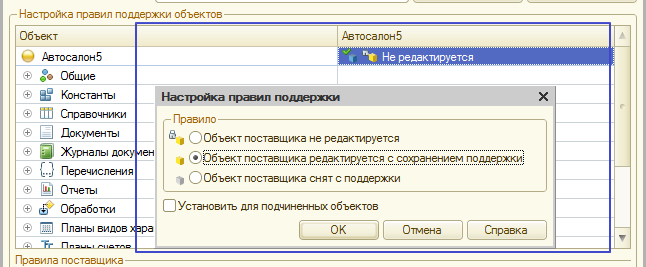 Настройка правил поддержки объектов
Объект
Автосалон5
Автосалон5
Не редактируется
Общие
Константы
Справочники
Документы
Журналы докумен
Перечисления
Отчеты
Обработки
Планы видов хара
Планы счетов
Настройка правил поддержки
Правило
Объект поставщика не редактируется
Объект поставщика редактируется с сохранением поддержки
Объект поставщика снят с поддержки
Установить для подчиненных объектов
ОК
Отмена
Справка
Правила поставщика